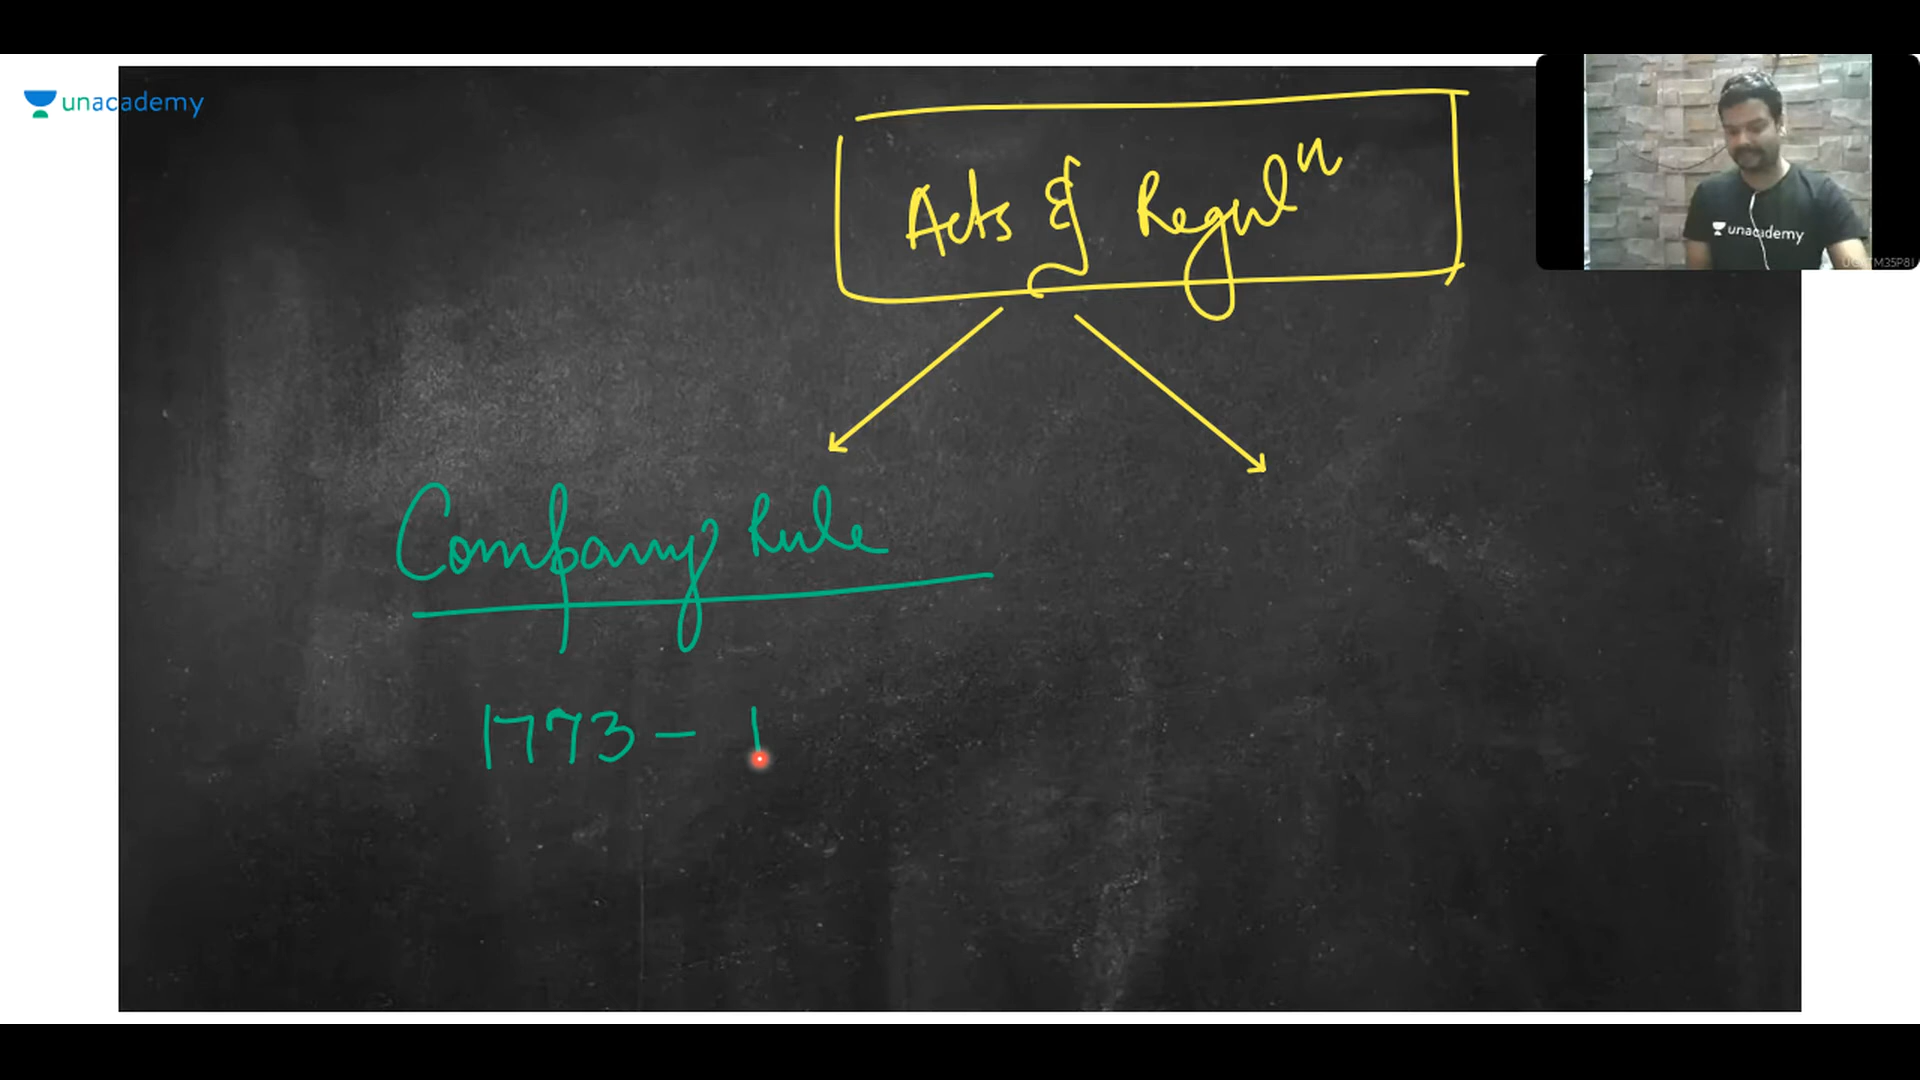 unacademy
Acts & Regulⁿ
unacademy
Company Rule
1773 - 1